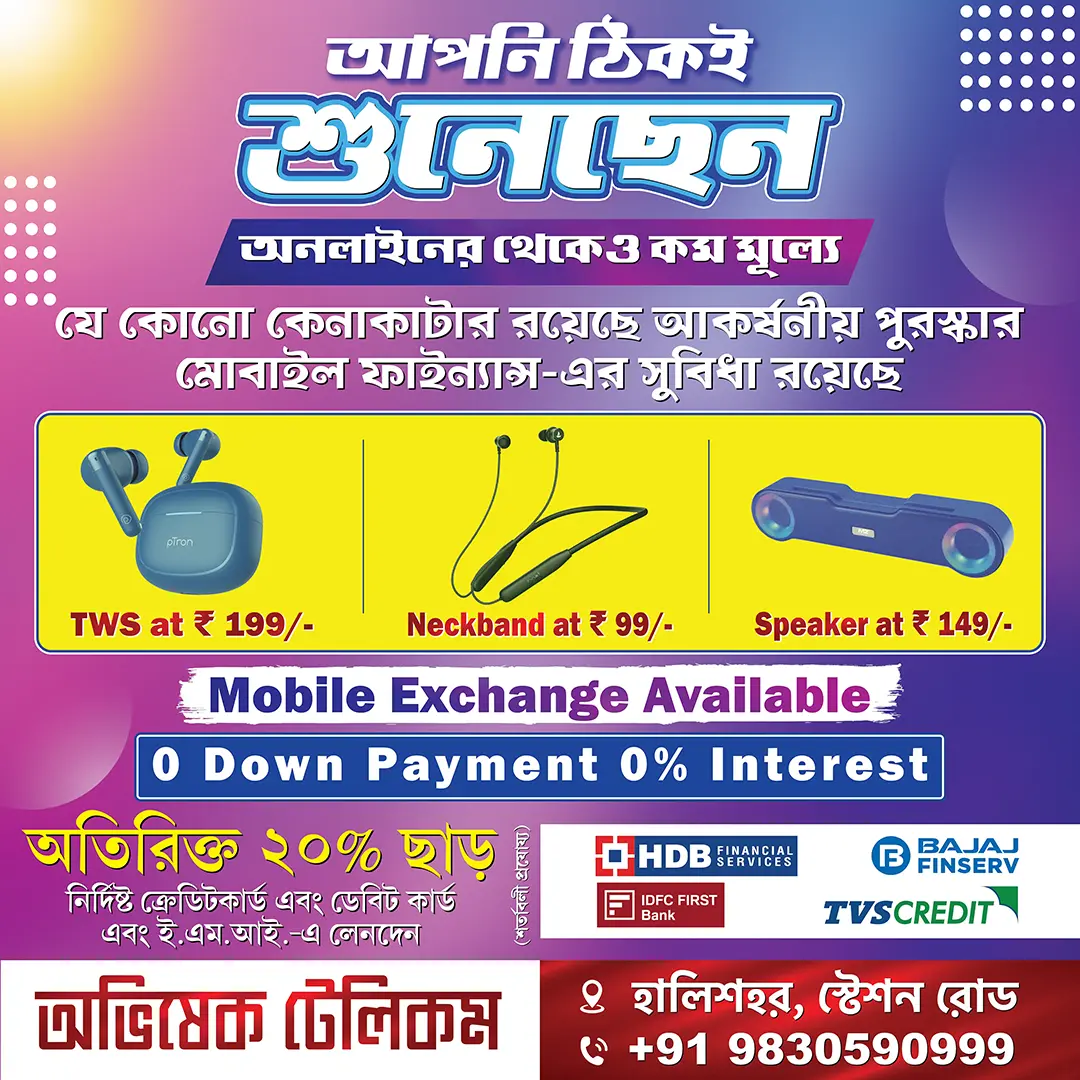 আপনি ঠিকই
শুনেছেন
অনলাইনের থেকেও কম মূল্যে
যে কোনো কেনাকাটার রয়েছে আকর্ষনীয় পুরস্কার
মোবাইল ফাইন্যান্স-এর সুবিধা রয়েছে
pTron
TWS at ₹ 199/-
Neckband at ₹ 99/-
Speaker at ₹ 149/-
Mobile Exchange Available
0 Down Payment 0% Interest
অতিরিক্ত ২০% ছাড়
(শর্তাবলী প্রযোয্য)
নির্দিষ্ট ক্রেডিটকার্ড এবং ডেবিট কার্ড
এবং ই.এম.আই.-এ লেনদেন
HDB FINANCIAL SERVICES
BAJAJ FINSERV
IDFC FIRST Bank
TVS CREDIT
অভিষেক টেলিকম
হালিশহর, স্টেশন রোড
+91 9830590999